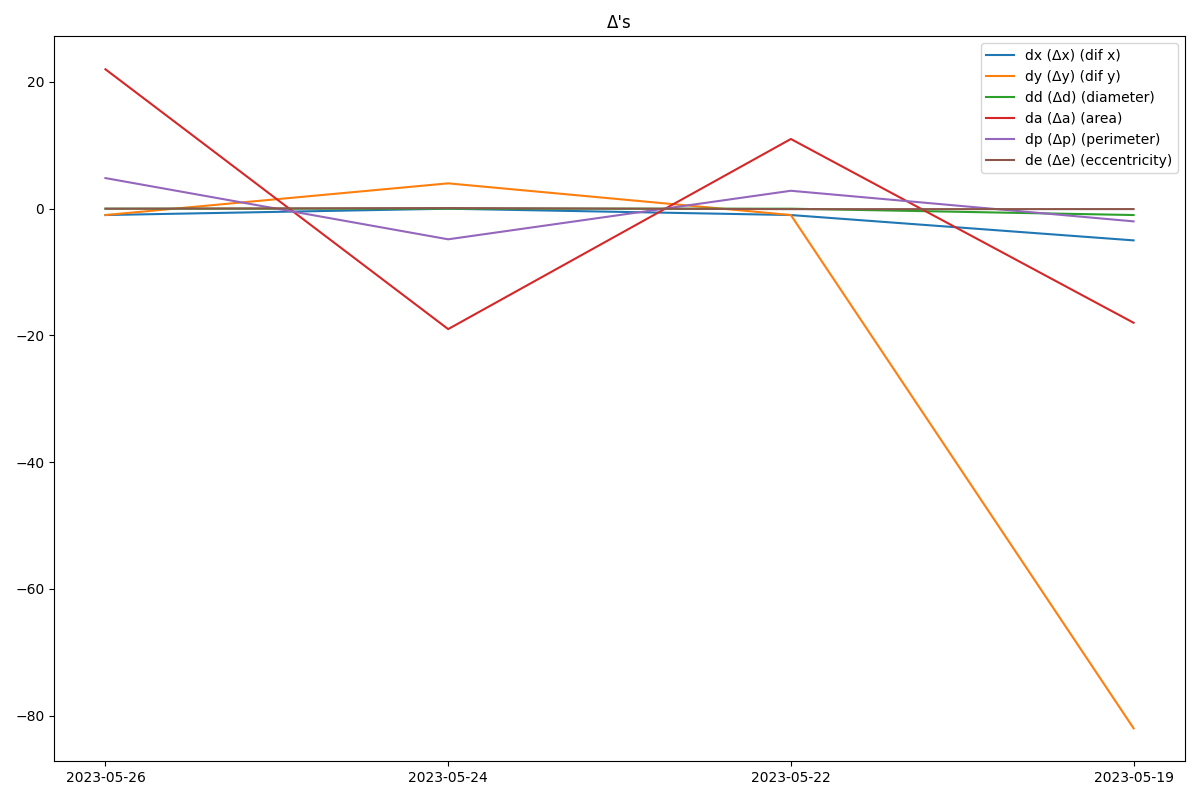 Δ's
dx (Δx) (dif x)
dy (Δy) (dif y)
dd (Δd) (diameter)
da (Δa) (area)
dp (Δp) (perimeter)
de (Δe) (eccentricity)
20
0
−20
−40
−60
−80
2023-05-26 2023-05-24 2023-05-22 2023-05-19